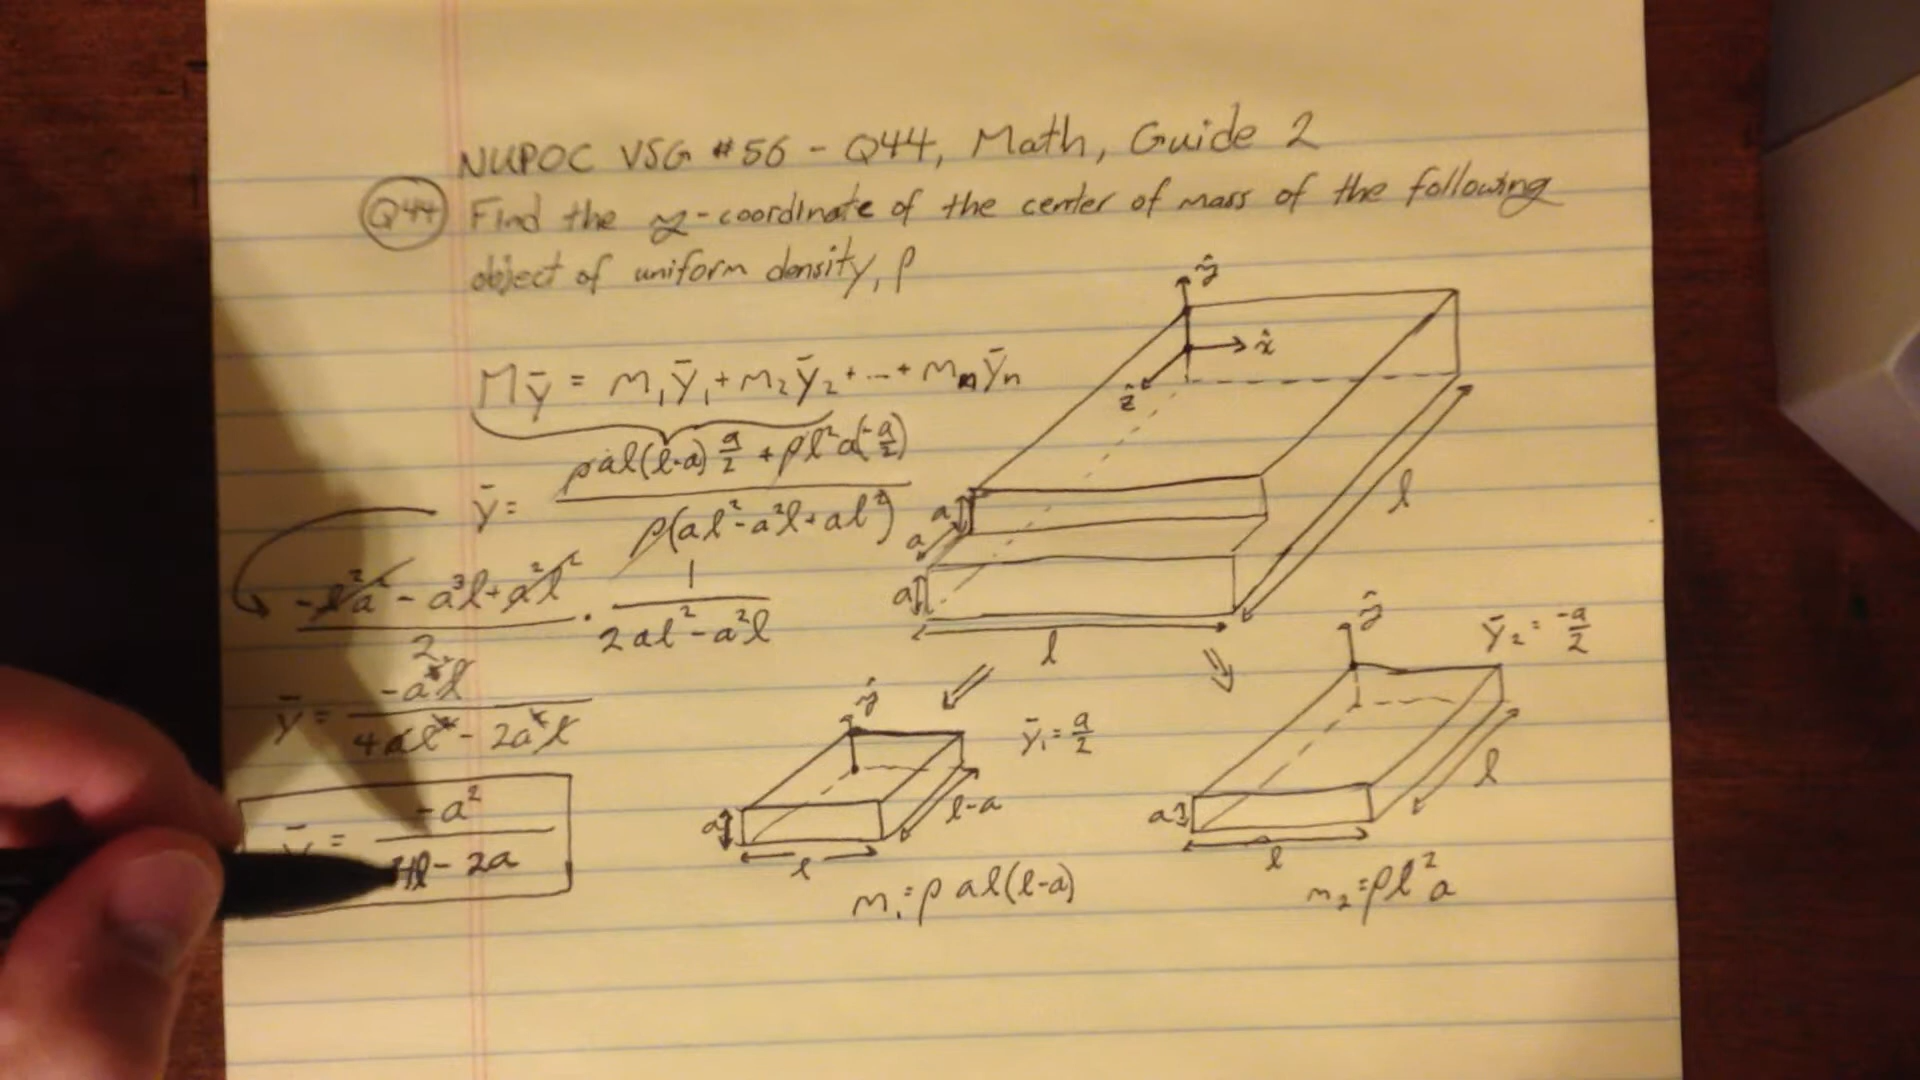 NUPOC VSG #56 - Q44, Math, Guide 2
Q44 Find the y-coordinate of the center of mass of the following
object of uniform density, ρ
ŷ
x̂
ẑ
Mȳ = m₁ȳ₁ + m₂ȳ₂ + ... + mₙȳₙ
ȳ = ρal(l-a) a/2 + ρl²a(-a/2) / ρ(al² - a²l + al²)
a
a
a
l
l
-l²a² - a³l + a²l² / 2 · 1 / 2al² - a²l
ȳ = -a³l / 4al² - 2a²l
ȳ = -a² / 4l - 2a
ŷ
ȳ₁ = a/2
a
l
l-a
m₁ = ρ al(l-a)
ŷ
ȳ₂ = -a/2
a
l
l
m₂ = ρl²a